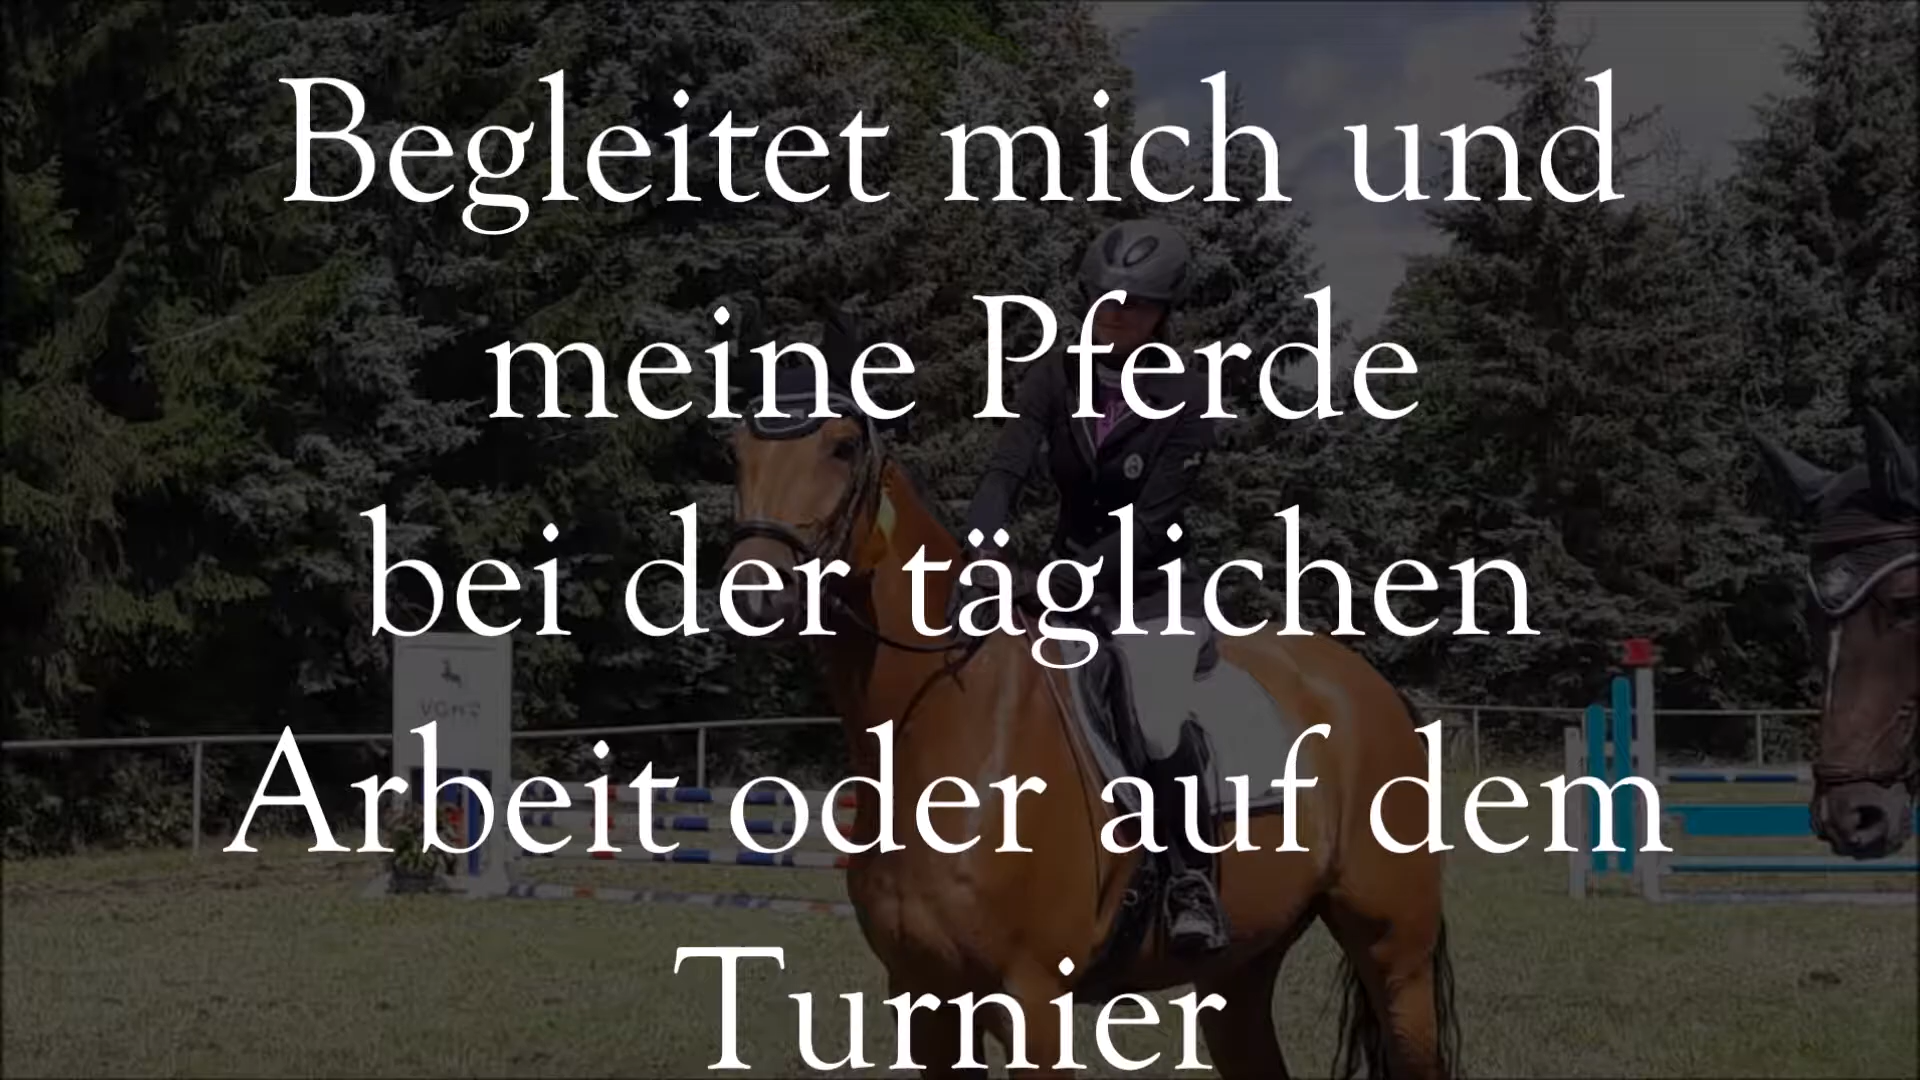 Begleitet mich und
meine Pferde
bei der täglichen
Arbeit oder auf dem
Turnier